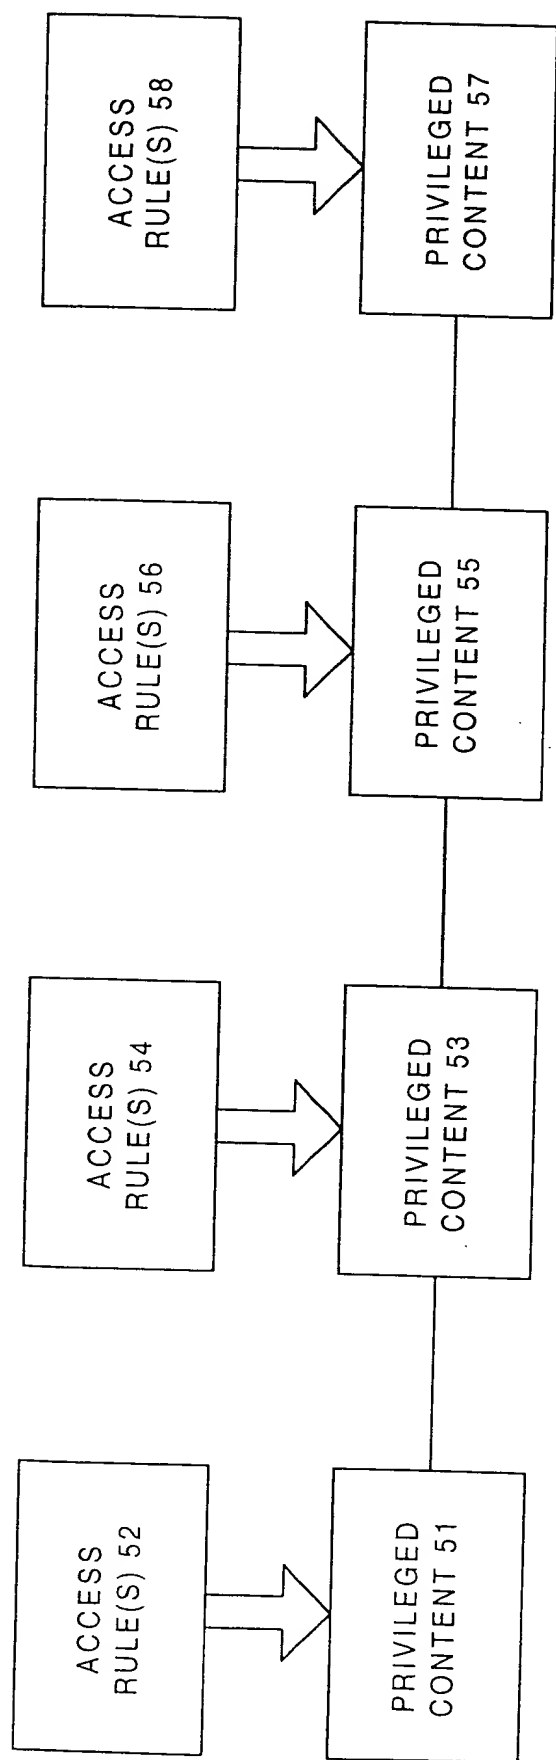 ACCESS
RULE(S) 52
ACCESS
RULE(S) 54
ACCESS
RULE(S) 56
ACCESS
RULE(S) 58
PRIVILEGED
CONTENT 51
PRIVILEGED
CONTENT 53
PRIVILEGED
CONTENT 55
PRIVILEGED
CONTENT 57